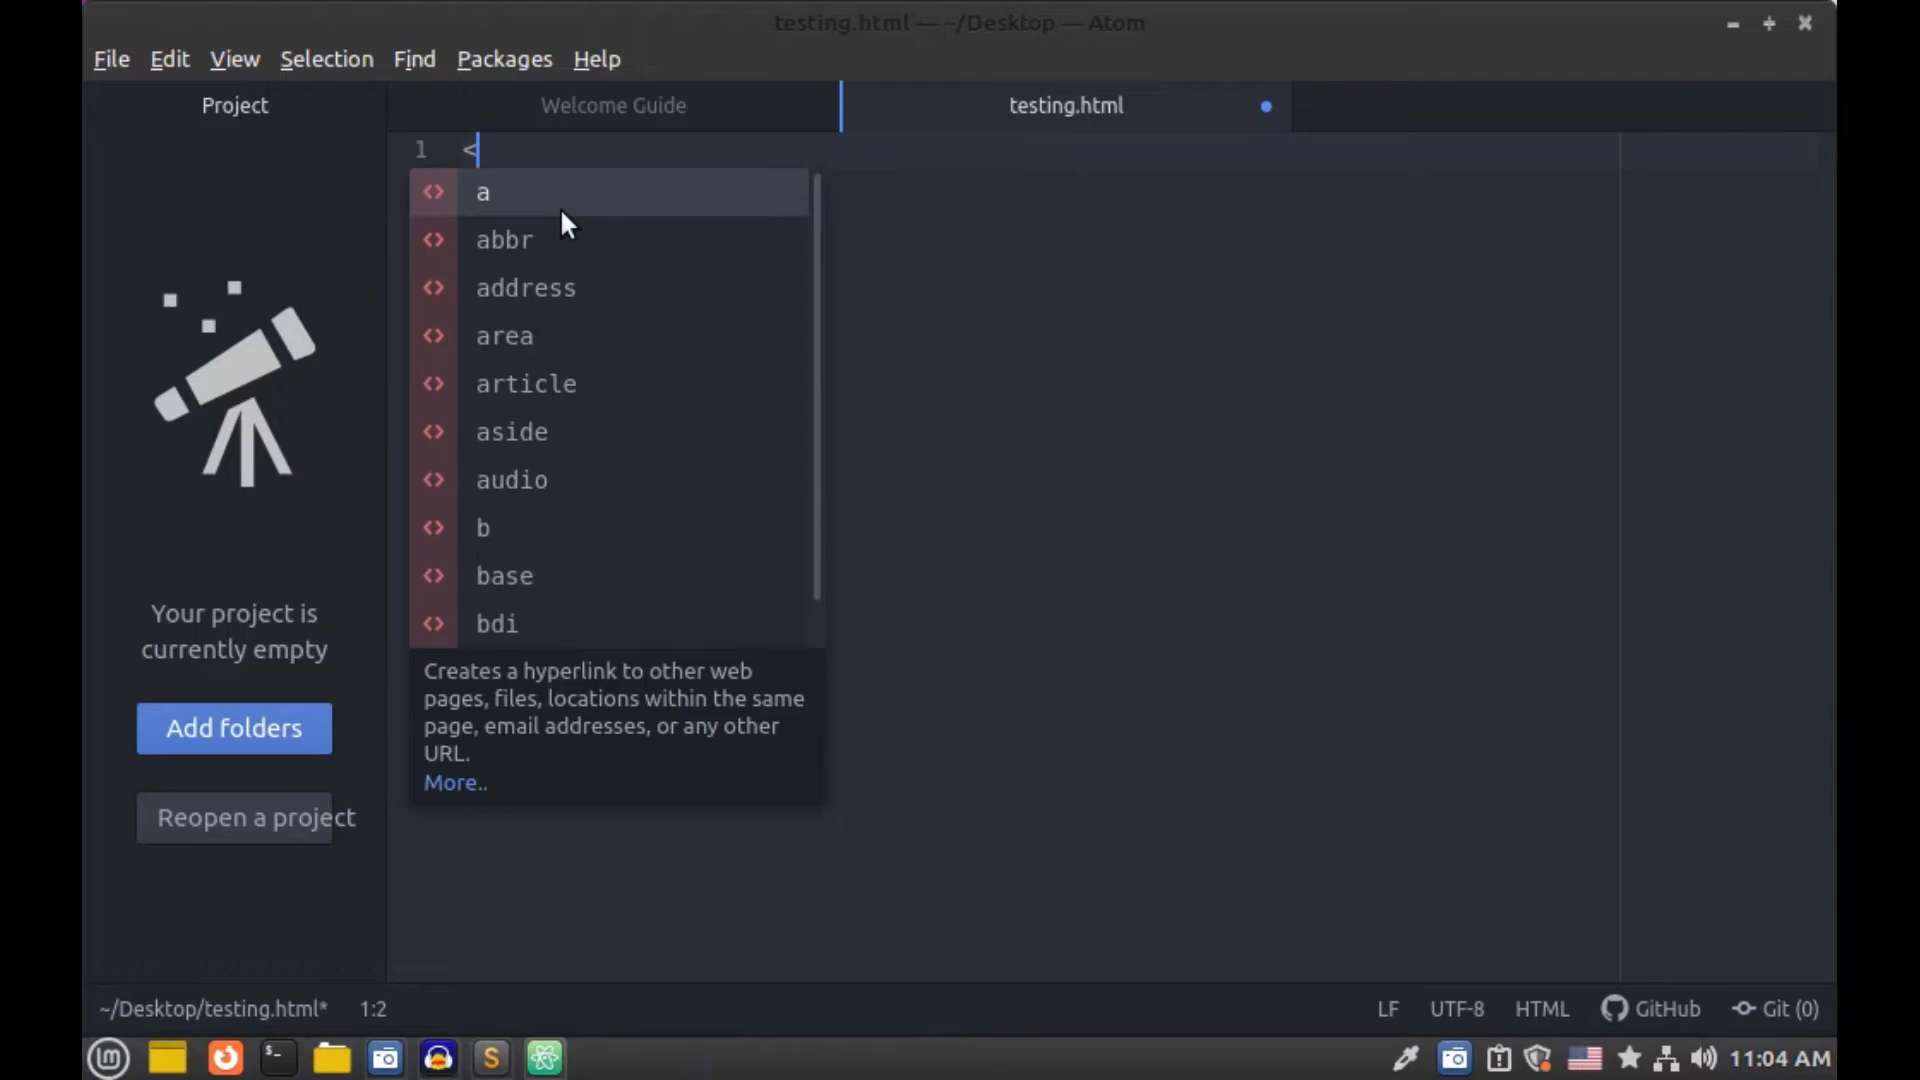 testing.html — ~/Desktop — Atom
File Edit View Selection Find Packages Help
Project
Welcome Guide
testing.html
1 <
a
abbr
address
area
article
aside
audio
b
base
bdi
Creates a hyperlink to other web
pages, files, locations within the same
page, email addresses, or any other
URL.
More..
Your project is
currently empty
Add folders
Reopen a project
~/Desktop/testing.html* 1:2
LF UTF-8 HTML GitHub Git (0)
11:04 AM